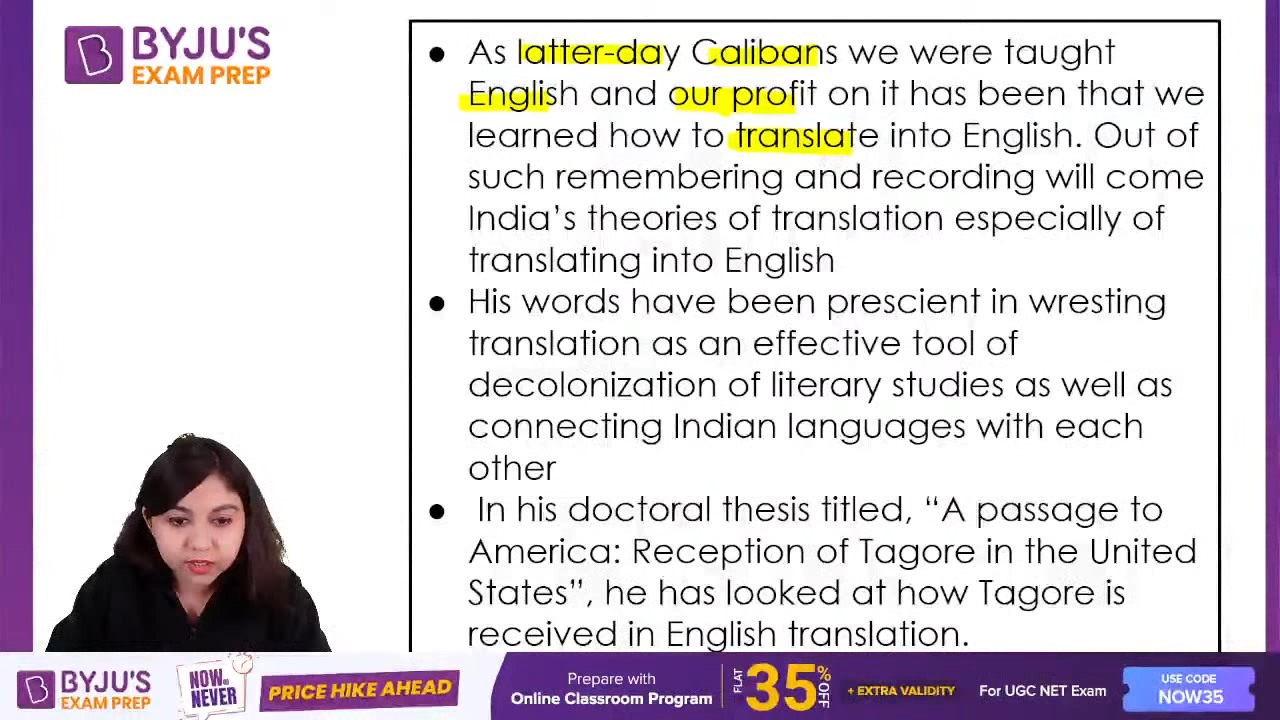 BYJU'S
EXAM PREP
● As latter-day Calibans we were taught
English and our profit on it has been that we
learned how to translate into English. Out of
such remembering and recording will come
India's theories of translation especially of
translating into English
● His words have been prescient in wresting
translation as an effective tool of
decolonization of literary studies as well as
connecting Indian languages with each
other
● In his doctoral thesis titled, “A passage to
America: Reception of Tagore in the United
States”, he has looked at how Tagore is
received in English translation.
BYJU'S
EXAM PREP
NOW OR
NEVER
PRICE HIKE AHEAD
Prepare with
Online Classroom Program
FLAT
35% OFF
+ EXTRA VALIDITY
For UGC NET Exam
USE CODE
NOW35